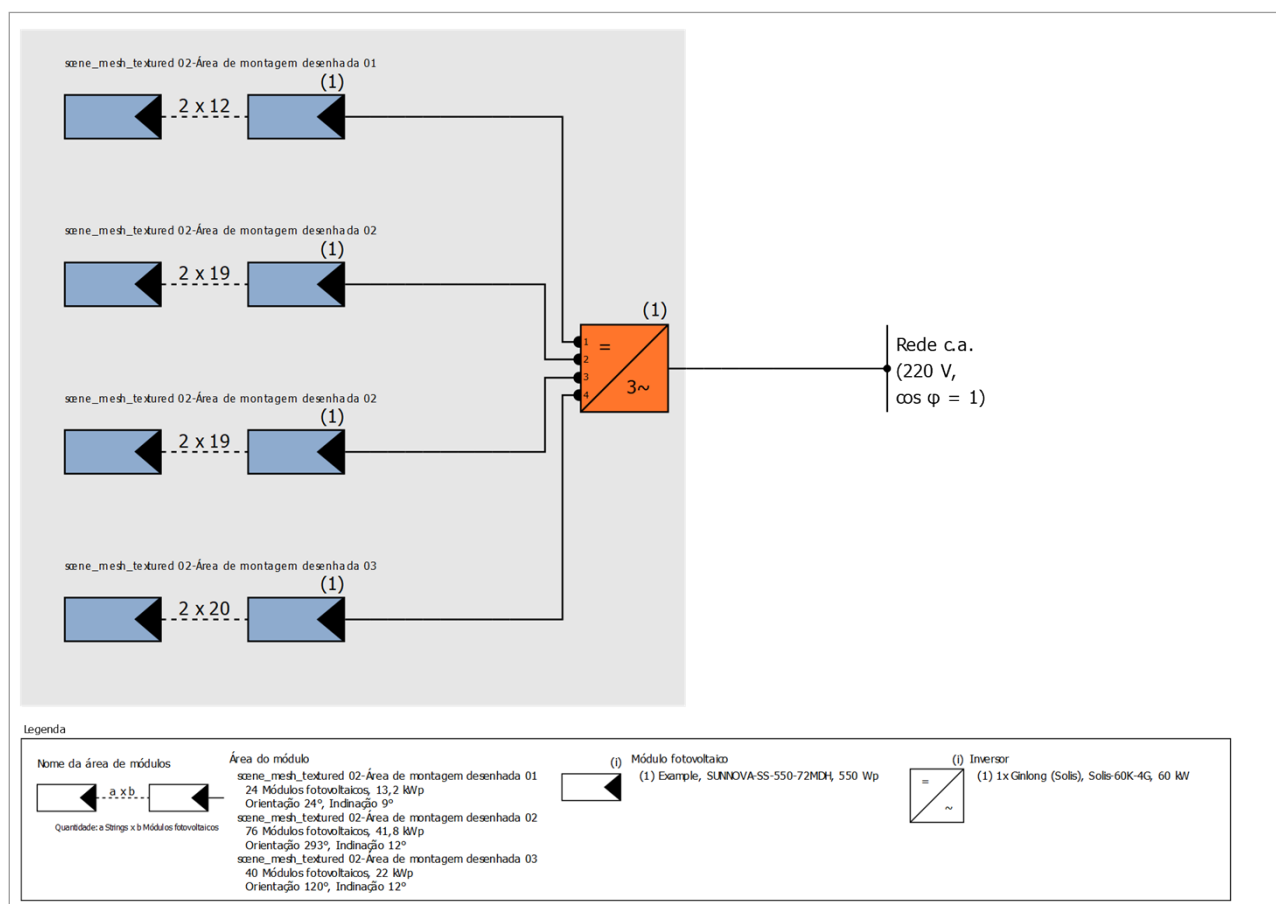 scene_mesh_textured 02-Área de montagem desenhada 01
(1)
2 x 12
scene_mesh_textured 02-Área de montagem desenhada 02
(1)
2 x 19
(1)
1
2
3
4
=
3~
Rede c.a.
(220 V,
cos φ = 1)
scene_mesh_textured 02-Área de montagem desenhada 02
(1)
2 x 19
scene_mesh_textured 02-Área de montagem desenhada 03
(1)
2 x 20
Legenda
Nome da área de módulos
a x b
Quantidade: a Strings x b Módulos fotovoltaicos
Área do módulo
scene_mesh_textured 02-Área de montagem desenhada 01
24 Módulos fotovoltaicos, 13,2 kWp
Orientação 24°, Inclinação 9°
scene_mesh_textured 02-Área de montagem desenhada 02
76 Módulos fotovoltaicos, 41,8 kWp
Orientação 293°, Inclinação 12°
scene_mesh_textured 02-Área de montagem desenhada 03
40 Módulos fotovoltaicos, 22 kWp
Orientação 120°, Inclinação 12°
(i) Módulo fotovoltaico
(1) Example, SUNNOVA-SS-550-72MDH, 550 Wp
(i) Inversor
(1) 1x Ginlong (Solis), Solis-60K-4G, 60 kW
=
~